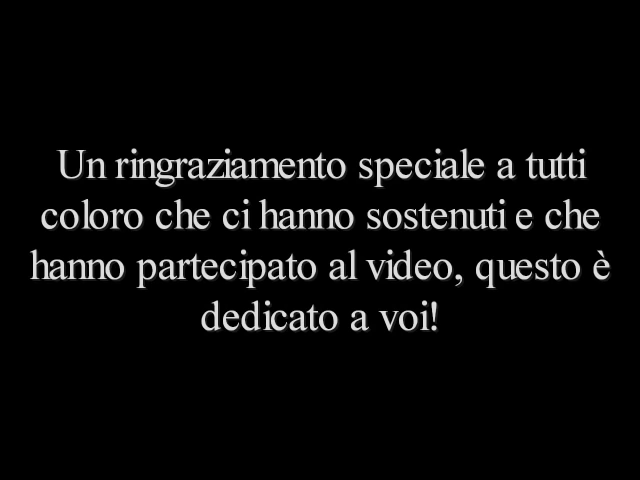 Un ringraziamento speciale a tutti
coloro che ci hanno sostenuti e che
hanno partecipato al video, questo è
dedicato a voi!